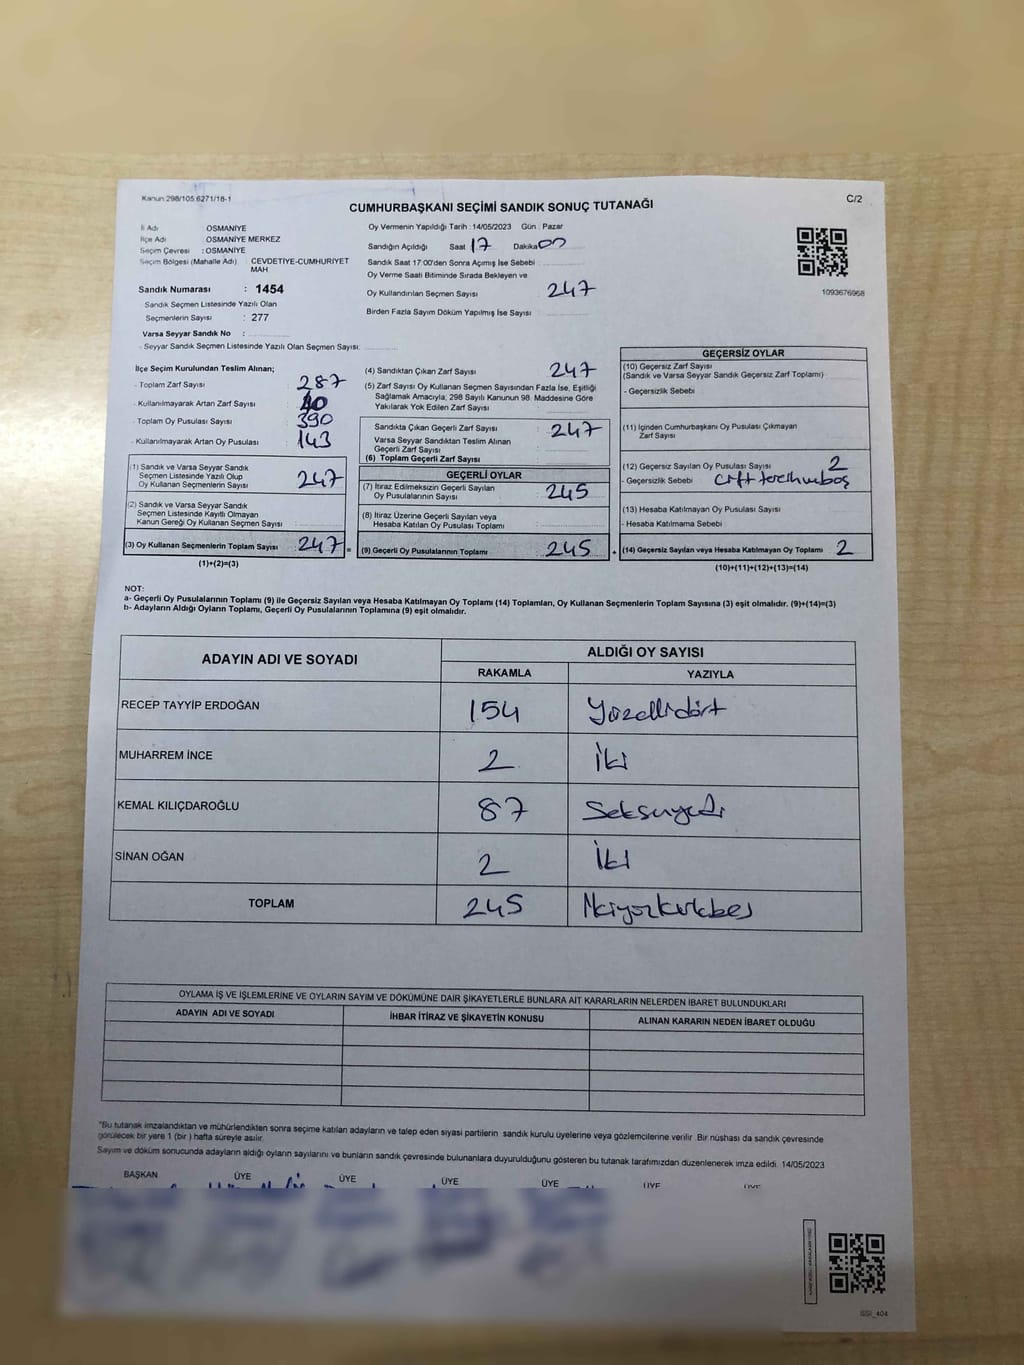 Kanun 298/105 6271/18-1
CUMHURBAŞKANI SEÇİMİ SANDIK SONUÇ TUTANAĞI
C/2
İl Adı OSMANİYE
İlçe Adı OSMANİYE MERKEZ
Seçim Çevresi : OSMANİYE
Seçim Bölgesi (Mahalle Adı) CEVDETİYE-CUMHURİYET
MAH
Sandık Numarası : 1454
Sandık Seçmen Listesinde Yazılı Olan
Seçmenlerin Sayısı : 277
Varsa Seyyar Sandık No :
- Seyyar Sandık Seçmen Listesinde Yazılı Olan Seçmen Sayısı:
Oy Vermenin Yapıldığı Tarih : 14/05/2023 Gün : Pazar
Sandığın Açıldığı Saat 17 Dakika 00
Sandık Saat 17.00'den Sonra Açımış İse Sebebi
Oy Verme Saati Bitiminde Sırada Bekleyen ve
Oy Kullandırılan Seçmen Sayısı 247
Birden Fazla Sayım Döküm Yapılmış İse Sayısı
1093676968
İlçe Seçim Kurulundan Teslim Alınan;
- Toplam Zarf Sayısı : 287
- Kullanılmayarak Artan Zarf Sayısı : 40
- Toplam Oy Pusulası Sayısı : 390
- Kullanılmayarak Artan Oy Pusulası : 143
(1) Sandık ve Varsa Seyyar Sandık
Seçmen Listesinde Yazılı Olup
Oy Kullanan Seçmenlerin Sayısı : 247
(2) Sandık ve Varsa Seyyar Sandık
Seçmen Listesinde Kayıtlı Olmayan
Kanun Gereği Oy Kullanan Seçmen Sayısı :
(3) Oy Kullanan Seçmenlerin Toplam Sayısı : 247 =
(1)+(2)=(3)
(4) Sandıktan Çıkan Zarf Sayısı : 247
(5) Zarf Sayısı Oy Kullanan Seçmen Sayısından Fazla İse, Eşitliği
Sağlamak Amacıyla; 298 Sayılı Kanunun 98. Maddesine Göre
Yakılarak Yok Edilen Zarf Sayısı :
Sandıkta Çıkan Geçerli Zarf Sayısı : 247
Varsa Seyyar Sandıktan Teslim Alınan
Geçerli Zarf Sayısı :
(6) Toplam Geçerli Zarf Sayısı :
GEÇERLİ OYLAR
(7) İtiraz Edilmeksizin Geçerli Sayılan
Oy Pusulalarının Sayısı : 245
(8) İtiraz Üzerine Geçerli Sayılan veya
Hesaba Katılan Oy Pusulası Toplamı :
(9) Geçerli Oy Pusulalarının Toplamı : 245 +
GEÇERSİZ OYLAR
(10) Geçersiz Zarf Sayısı
(Sandık ve Varsa Seyyar Sandık Geçersiz Zarf Toplamı)
- Geçersizlik Sebebi
(11) İçinden Cumhurbaşkanı Oy Pusulası Çıkmayan
Zarf Sayısı
(12) Geçersiz Sayılan Oy Pusulası Sayısı 2
- Geçersizlik Sebebi : çift tercih ve boş
(13) Hesaba Katılmayan Oy Pusulası Sayısı
- Hesaba Katılmama Sebebi :
(14) Geçersiz Sayılan veya Hesaba Katılmayan Oy Toplamı 2
(10)+(11)+(12)+(13)=(14)
NOT:
a- Geçerli Oy Pusulalarının Toplamı (9) ile Geçersiz Sayılan veya Hesaba Katılmayan Oy Toplamı (14) Toplamları, Oy Kullanan Seçmenlerin Toplam Sayısına (3) eşit olmalıdır. (9)+(14)=(3)
b- Adayların Aldığı Oyların Toplamı, Geçerli Oy Pusulalarının Toplamına (9) eşit olmalıdır.
ADAYIN ADI VE SOYADI ALDIĞI OY SAYISI
RAKAMLA YAZIYLA
RECEP TAYYİP ERDOĞAN 154 Yüzellidört
MUHARREM İNCE 2 İki
KEMAL KILIÇDAROĞLU 87 Seksenyedi
SİNAN OĞAN 2 İki
TOPLAM 245 İkiyüzkırkbeş
OYLAMA İŞ VE İŞLEMLERİNE VE OYLARIN SAYIM VE DÖKÜMÜNE DAİR ŞİKAYETLERLE BUNLARA AİT KARARLARIN NELERDEN İBARET BULUNDUKLARI
ADAYIN ADI VE SOYADI İHBAR İTİRAZ VE ŞİKAYETİN KONUSU ALINAN KARARIN NEDEN İBARET OLDUĞU
*Bu tutanak imzalandıktan ve mühürlendikten sonra seçime katılan adayların ve talep eden siyasi partilerin sandık kurulu üyelerine veya gözlemcilerine verilir. Bir nüshası da sandık çevresinde
görülecek bir yere 1 (bir ) hafta süreyle asılır.
Sayım ve döküm sonucunda adayların aldığı oyların sayılarını ve bunların sandık çevresinde bulunanlara duyurulduğunu gösteren bu tutanak tarafımızdan düzenlenerek imza edildi. 14/05/2023
BAŞKAN ÜYE ÜYE ÜYE ÜYE ÜYE ÜYE
SSI_404